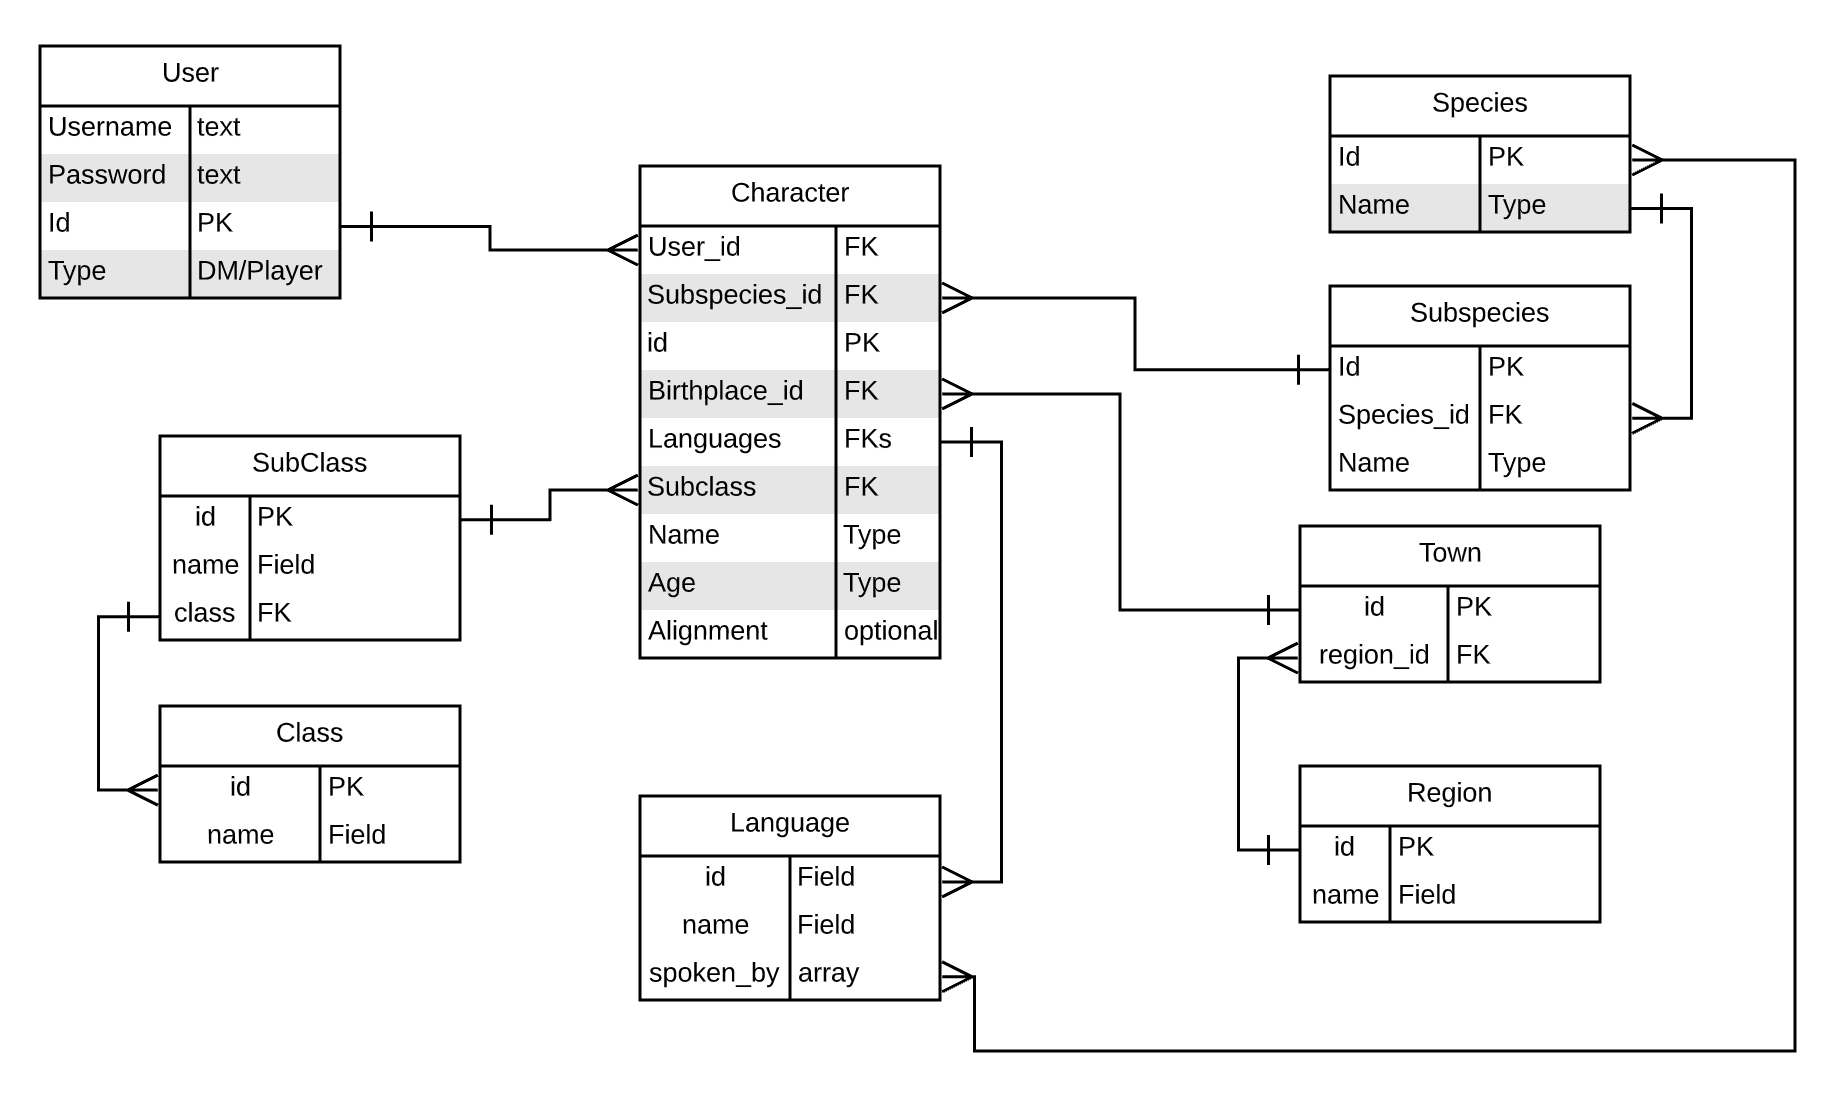 User
Username text
Password text
Id PK
Type DM/Player
Character
User_id FK
Subspecies_id FK
id PK
Birthplace_id FK
Languages FKs
Subclass FK
Name Type
Age Type
Alignment optional
Species
Id PK
Name Type
Subspecies
Id PK
Species_id FK
Name Type
SubClass
id PK
name Field
class FK
Town
id PK
region_id FK
Class
id PK
name Field
Language
id Field
name Field
spoken_by array
Region
id PK
name Field